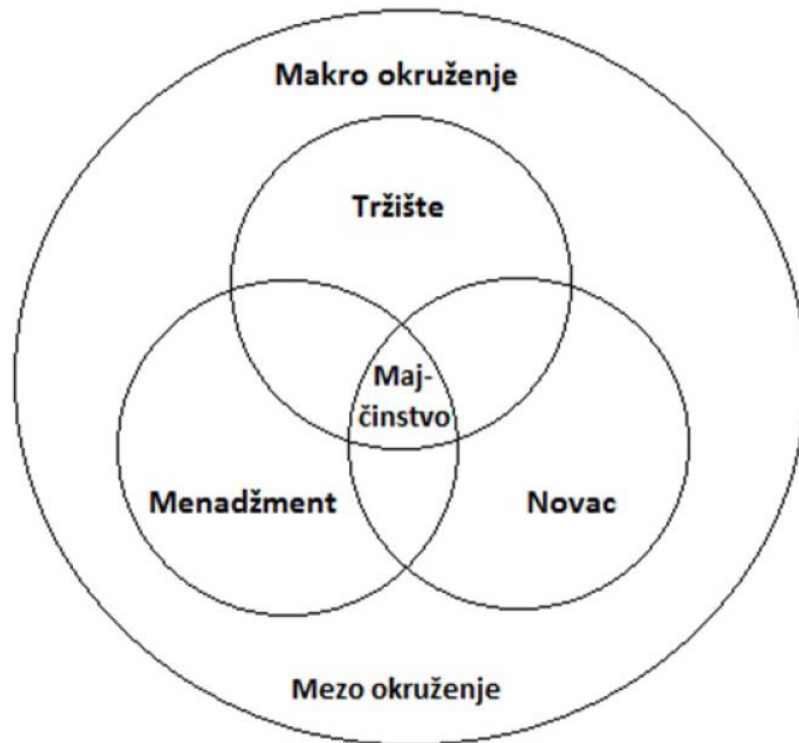 Makro okruženje
Tržište
Maj-
činstvo
Menadžment
Novac
Mezo okruženje